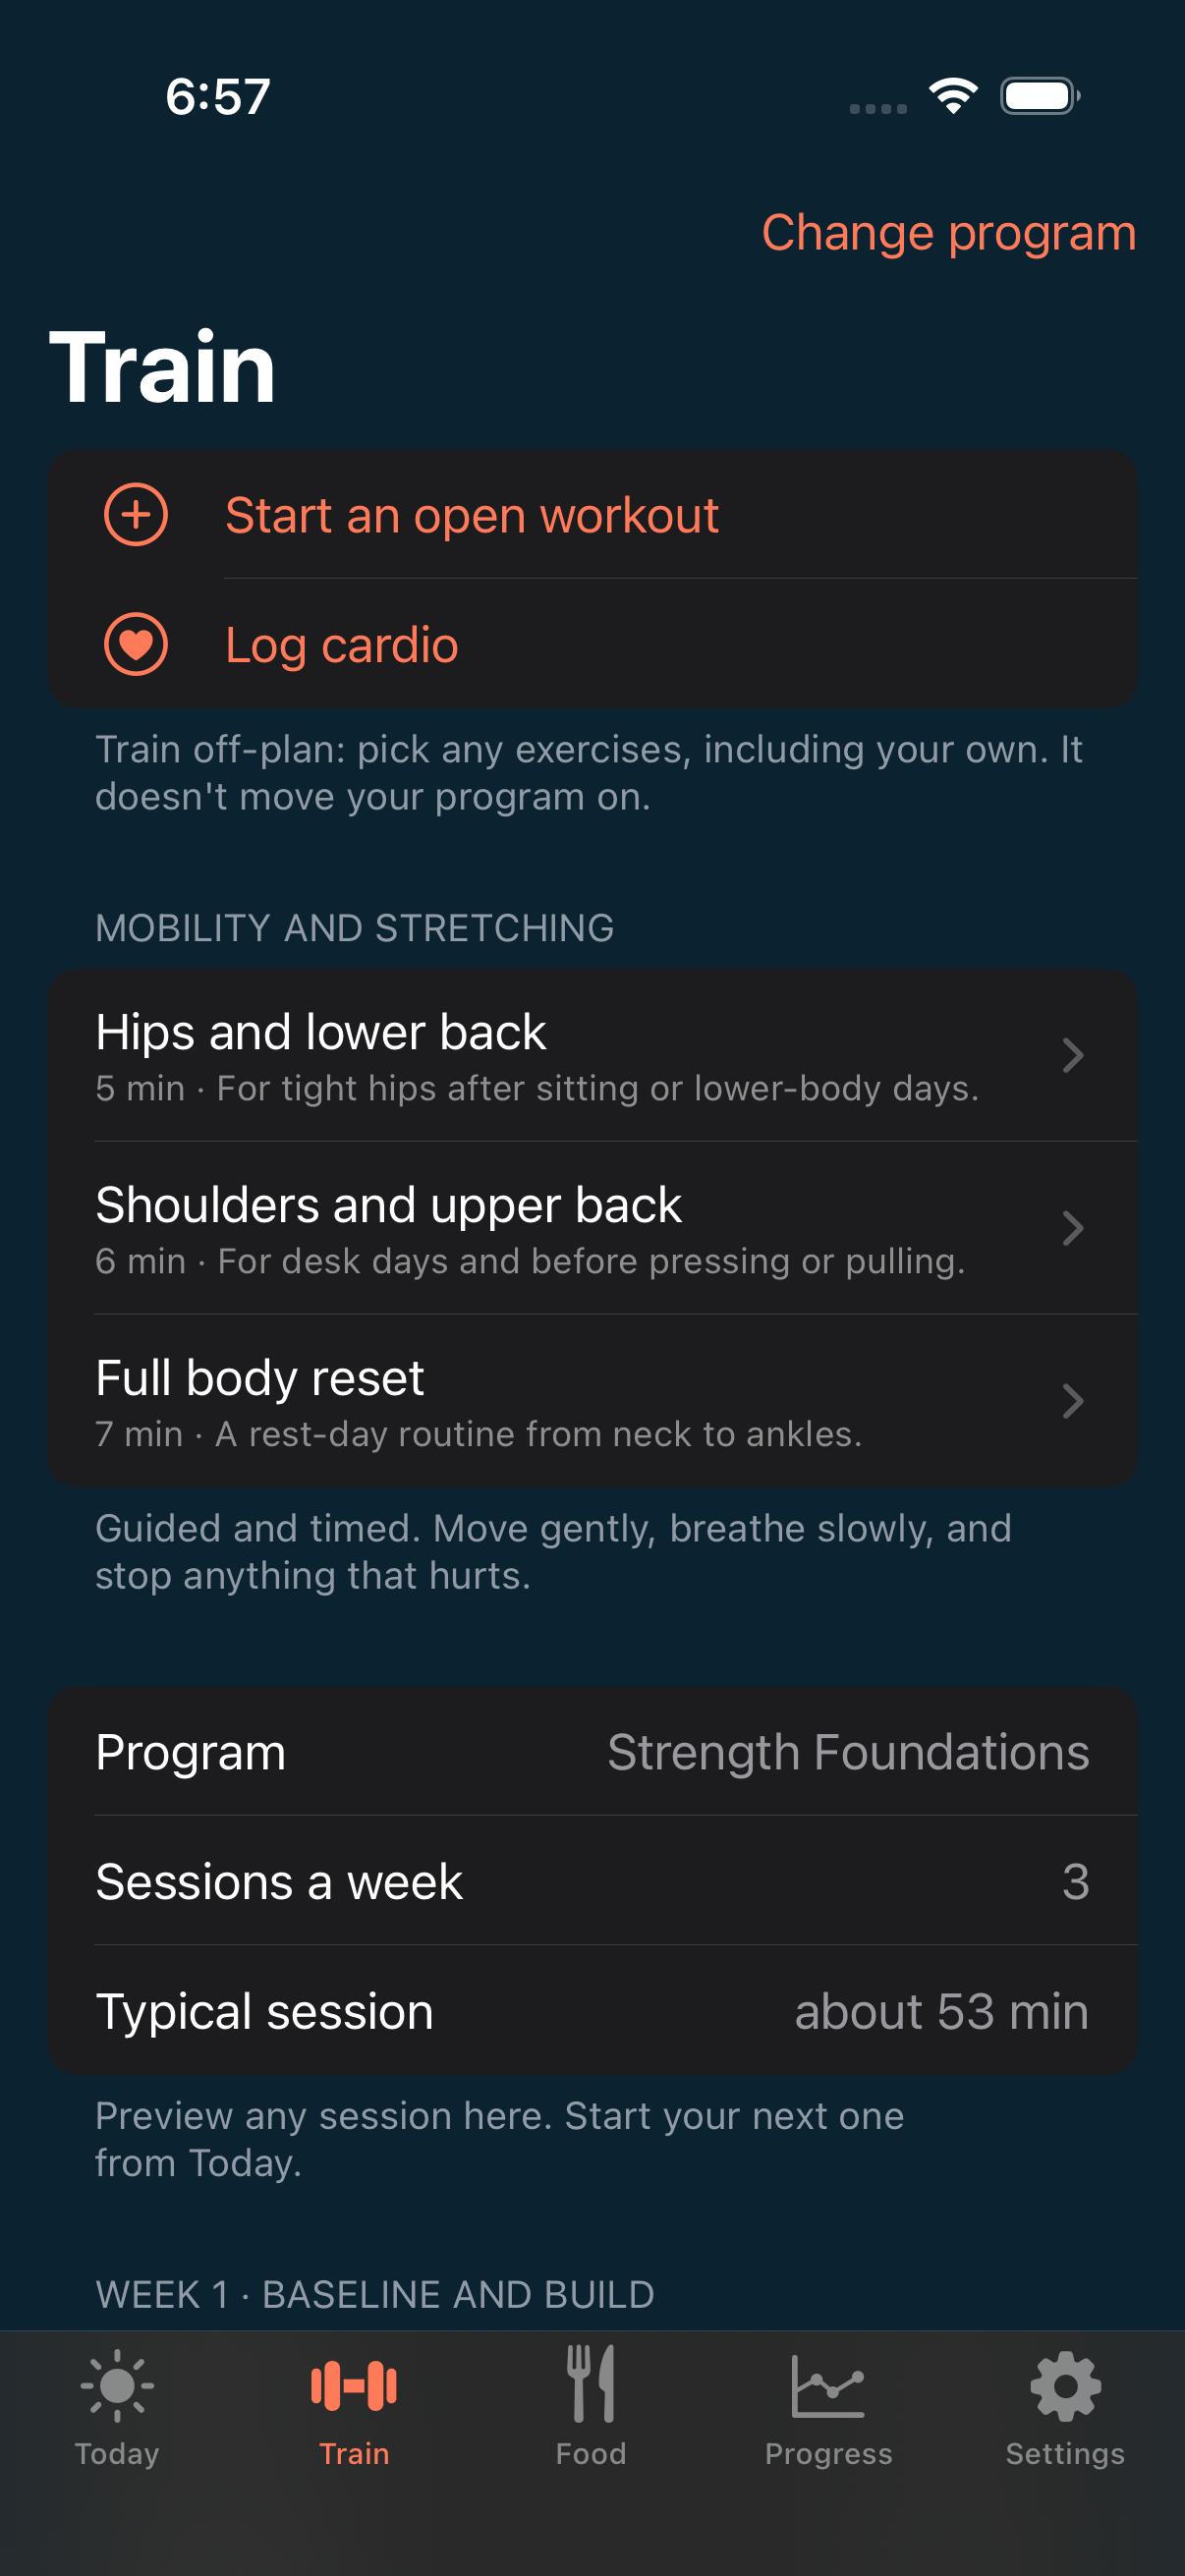 6:57
Change program
Train
Start an open workout
Log cardio
Train off-plan: pick any exercises, including your own. It
doesn't move your program on.
MOBILITY AND STRETCHING
Hips and lower back
5 min · For tight hips after sitting or lower-body days.
Shoulders and upper back
6 min · For desk days and before pressing or pulling.
Full body reset
7 min · A rest-day routine from neck to ankles.
Guided and timed. Move gently, breathe slowly, and
stop anything that hurts.
Program Strength Foundations
Sessions a week 3
Typical session about 53 min
Preview any session here. Start your next one
from Today.
WEEK 1 · BASELINE AND BUILD
Today Train Food Progress Settings